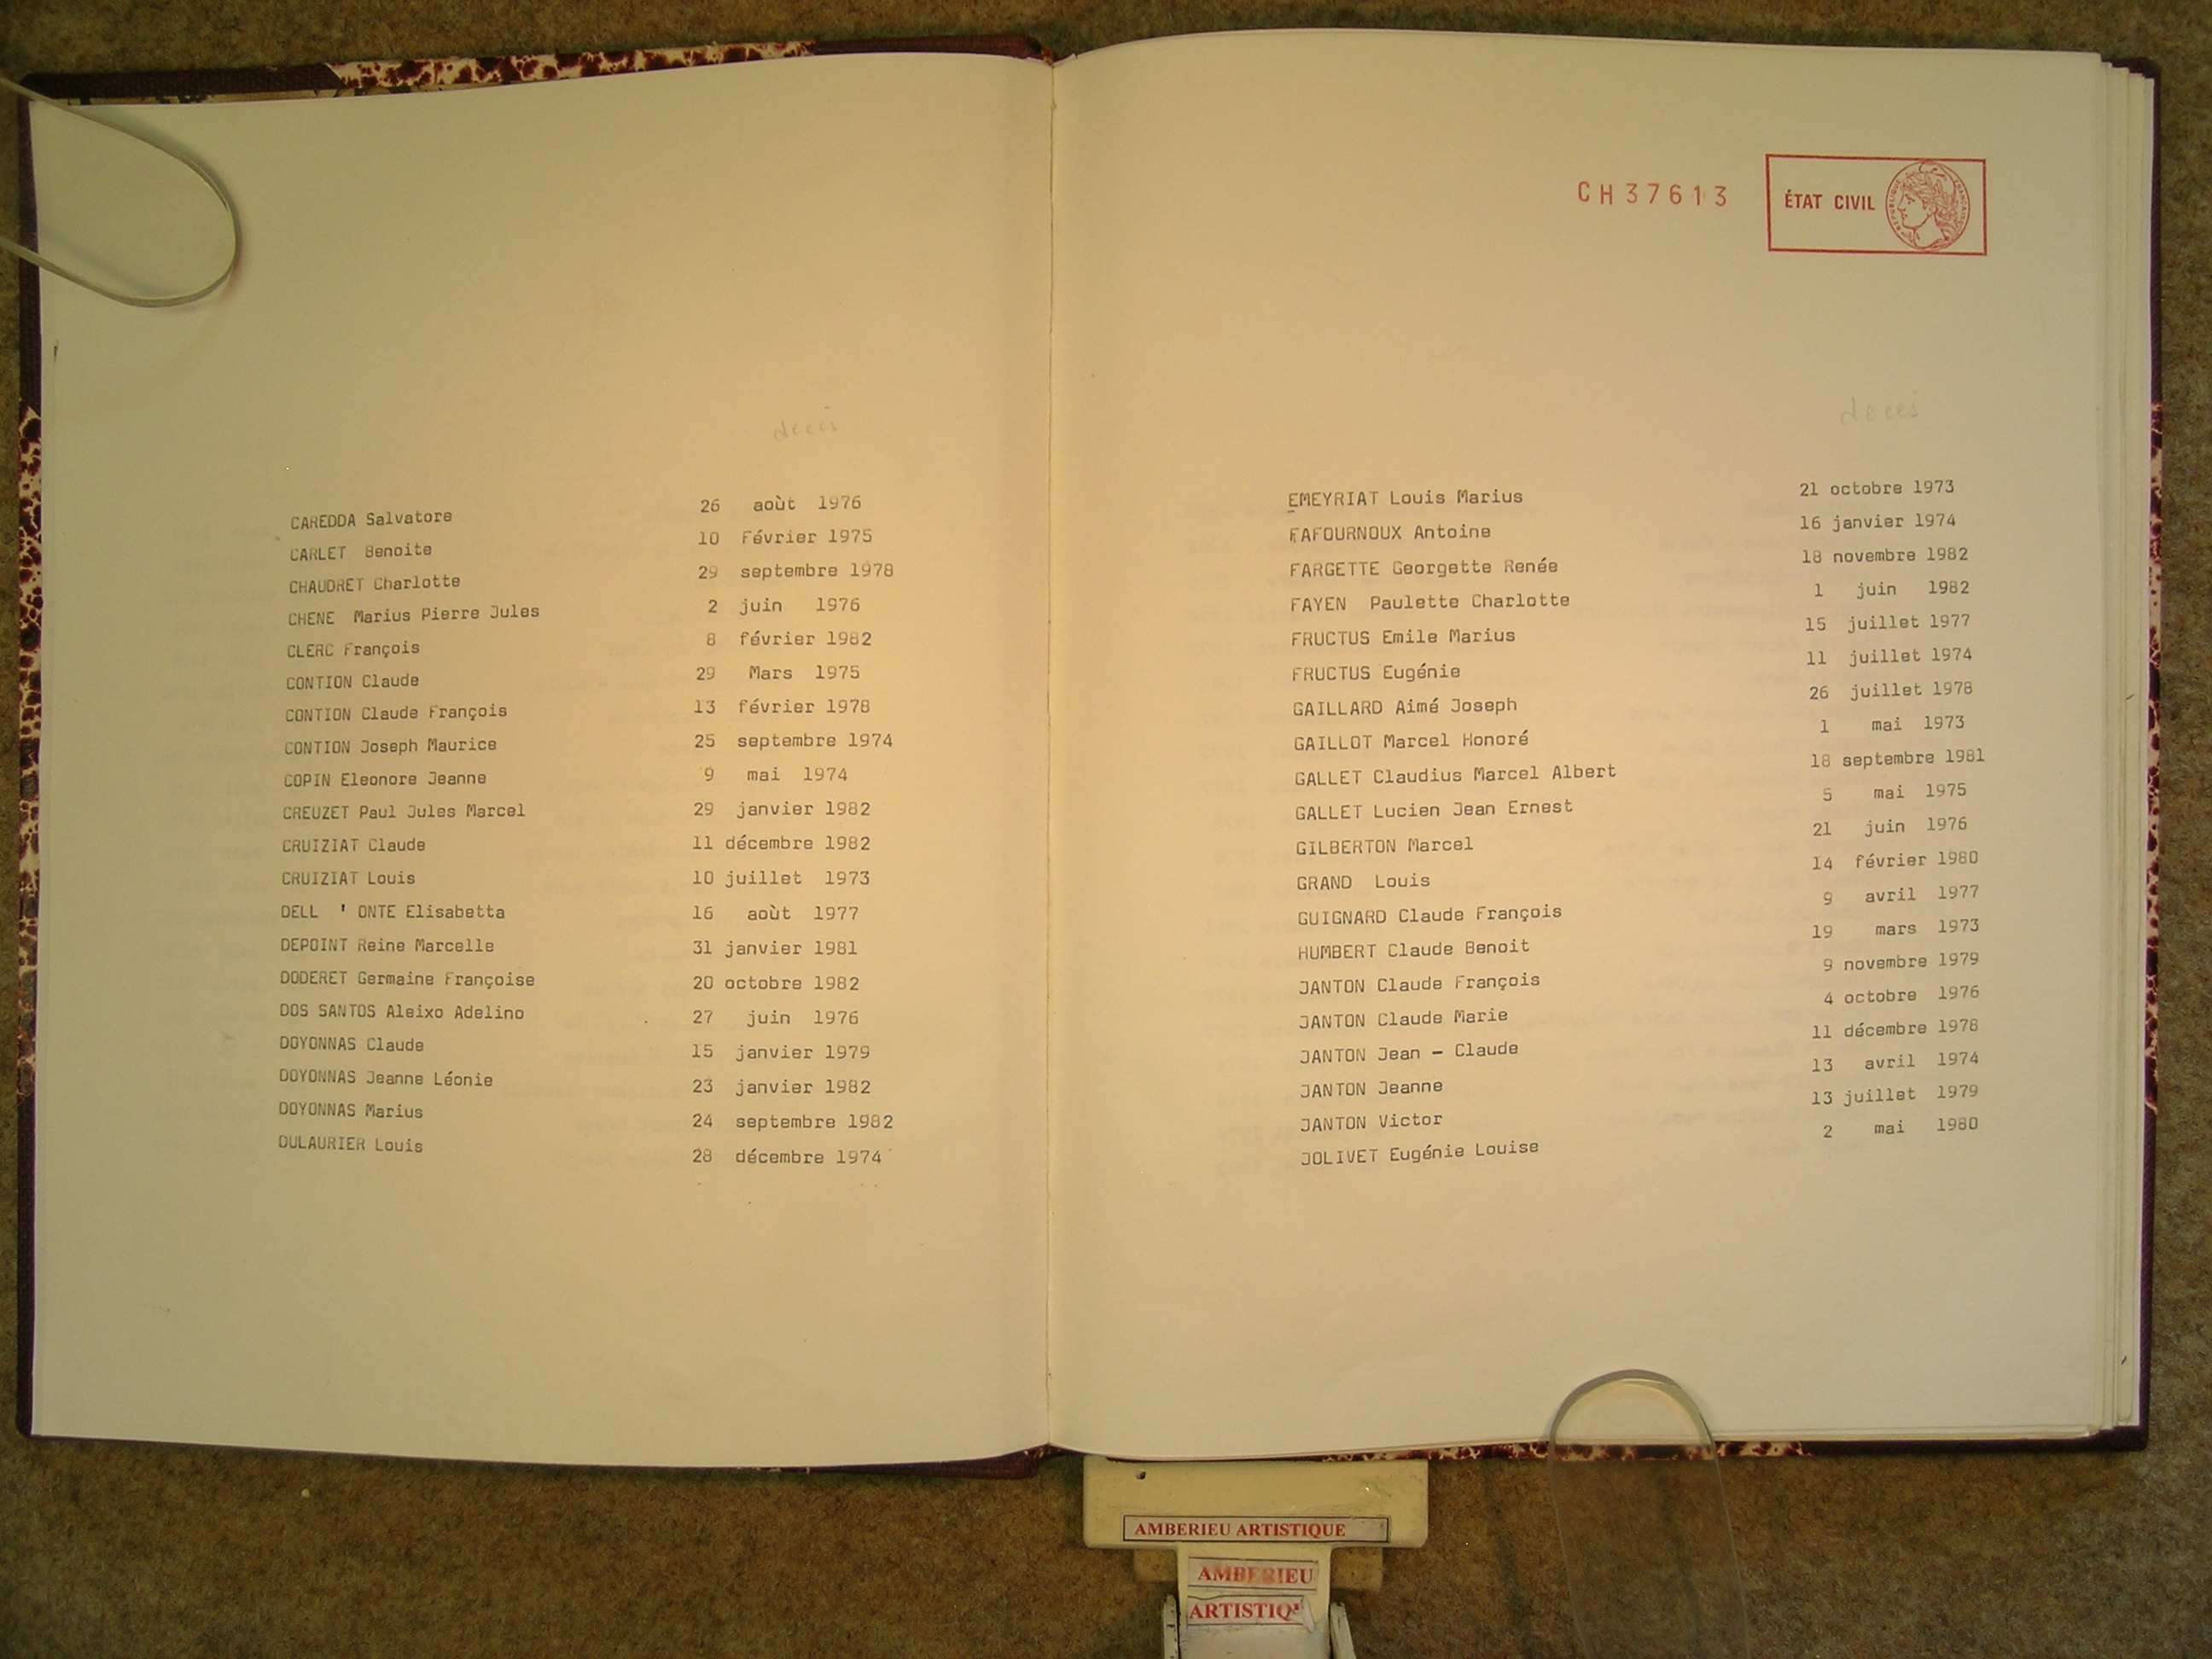 décès
CAREDDA Salvatore 26 aoùt 1976
CARLET Benoite 10 Février 1975
CHAUDRET Charlotte 29 septembre 1978
CHENE Marius Pierre Jules 2 juin 1976
CLERC François 8 février 1982
CONTION Claude 29 Mars 1975
CONTION Claude François 13 février 1978
CONTION Joseph Maurice 25 septembre 1974
COPIN Eleonore Jeanne 9 mai 1974
CREUZET Paul Jules Marcel 29 janvier 1982
CRUIZIAT Claude 11 décembre 1982
CRUIZIAT Louis 10 juillet 1973
DELL ' ONTE Elisabetta 16 aoùt 1977
DEPOINT Reine Marcelle 31 janvier 1981
DODERET Germaine Françoise 20 octobre 1982
DOS SANTOS Aleixo Adelino 27 juin 1976
DOYONNAS Claude 15 janvier 1979
DOYONNAS Jeanne Léonie 23 janvier 1982
DOYONNAS Marius 24 septembre 1982
DULAURIER Louis 28 décembre 1974
CH37613 ÉTAT CIVIL
RÉPUBLIQUE FRANÇAISE
décès
EMEYRIAT Louis Marius 21 octobre 1973
FAFOURNOUX Antoine 16 janvier 1974
FARGETTE Georgette Renée 18 novembre 1982
FAYEN Paulette Charlotte 1 juin 1982
FRUCTUS Emile Marius 15 juillet 1977
FRUCTUS Eugénie 11 juillet 1974
GAILLARD Aimé Joseph 26 juillet 1978
GAILLOT Marcel Honoré 1 mai 1973
GALLET Claudius Marcel Albert 18 septembre 1981
GALLET Lucien Jean Ernest 5 mai 1975
GILBERTON Marcel 21 juin 1976
GRAND Louis 14 février 1980
GUIGNARD Claude François 9 avril 1977
HUMBERT Claude Benoit 19 mars 1973
JANTON Claude François 9 novembre 1979
JANTON Claude Marie 4 octobre 1976
JANTON Jean - Claude 11 décembre 1978
JANTON Jeanne 13 avril 1974
JANTON Victor 13 juillet 1979
JOLIVET Eugénie Louise 2 mai 1980
AMBERIEU ARTISTIQUE
AMBERIEU
ARTISTIQ